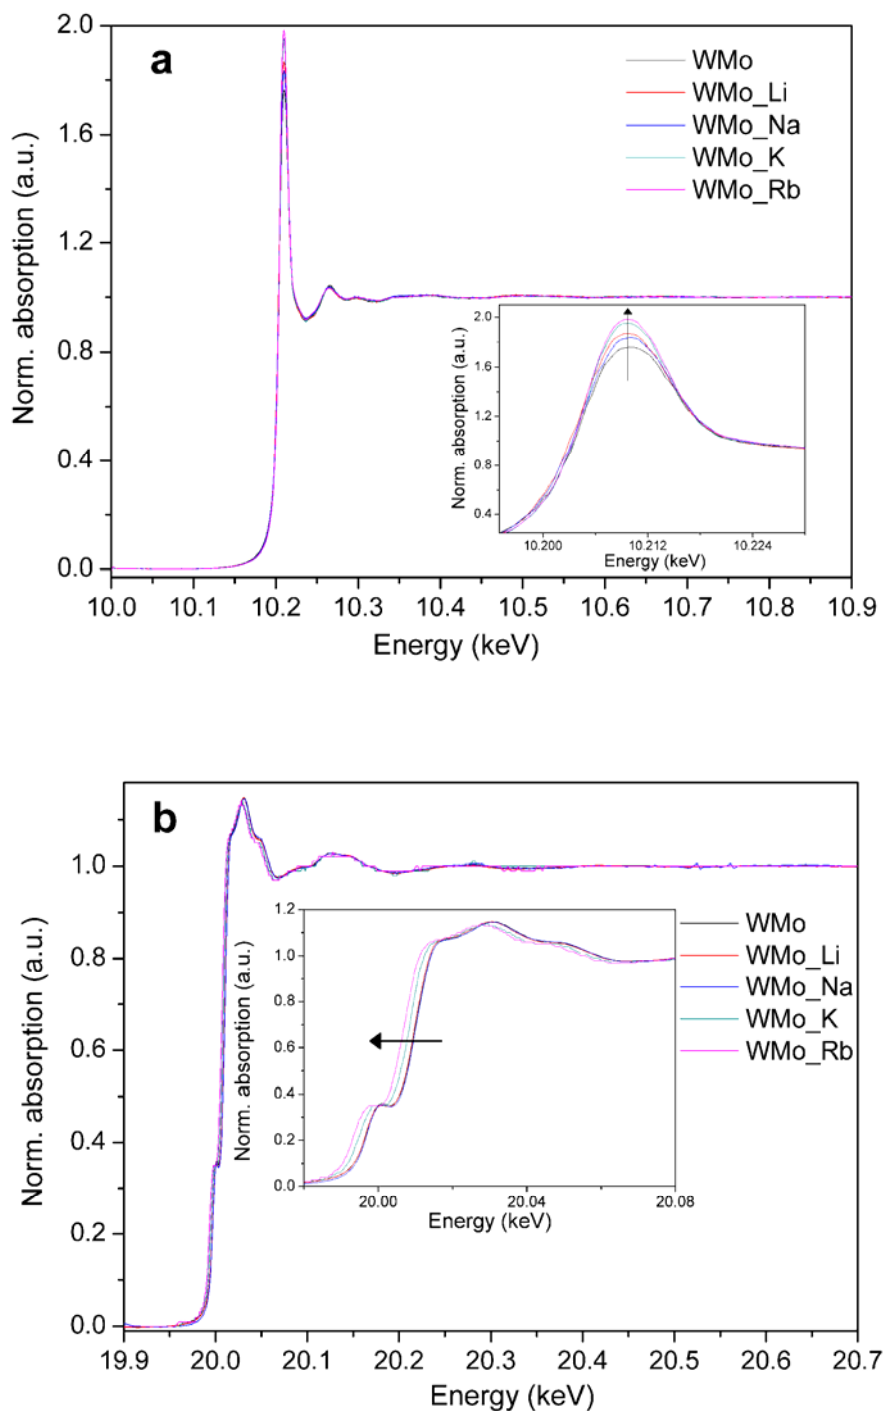 a
WMo
WMo_Li
WMo_Na
WMo_K
WMo_Rb
Norm. absorption (a.u.)
2.0
1.6
1.2
0.8
0.4
0.0
Norm. absorption (a.u.)
2.0
1.6
1.2
0.8
0.4
10.200 10.212 10.224
Energy (keV)
10.0 10.1 10.2 10.3 10.4 10.5 10.6 10.7 10.8 10.9
Energy (keV)
b
Norm. absorption (a.u.)
1.0
0.8
0.6
0.4
0.2
0.0
Norm. absorption (a.u.)
1.2
1.0
0.8
0.6
0.4
0.2
0.0
20.00 20.04 20.08
Energy (keV)
WMo
WMo_Li
WMo_Na
WMo_K
WMo_Rb
19.9 20.0 20.1 20.2 20.3 20.4 20.5 20.6 20.7
Energy (keV)